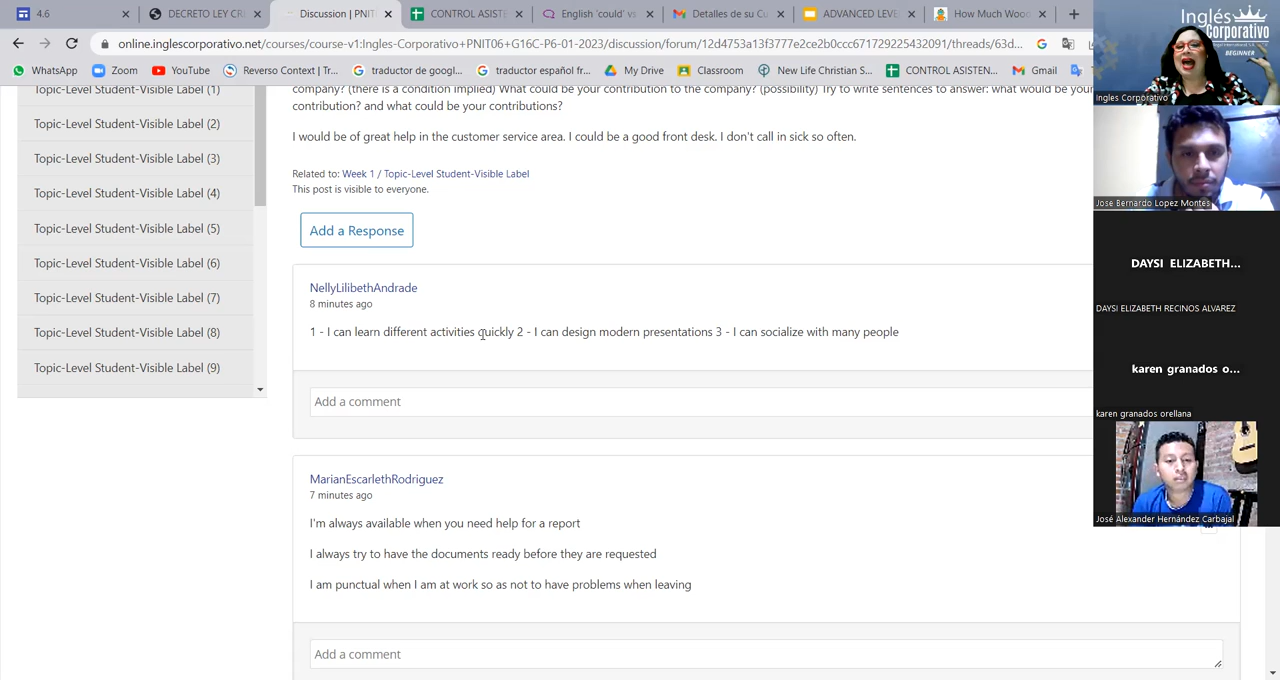 4.6
DECRETO LEY CR
Discussion | PNIT
CONTROL ASISTE
English 'could' vs
Detalles de su Cu
ADVANCED LEVE
How Much Woo
online.inglescorporativo.net/courses/course-v1:Ingles-Corporativo+PNIT06+G16C-P6-01-2023/discussion/forum/12d4753a13f3777e2ce2b0ccc671729225432091/threads/63d...
WhatsApp
Zoom
YouTube
Reverso Context | Tr...
traductor de googl...
traductor español fr...
My Drive
Classroom
New Life Christian S...
CONTROL ASISTEN...
Gmail
Topic-Level Student-Visible Label (1)
Topic-Level Student-Visible Label (2)
Topic-Level Student-Visible Label (3)
Topic-Level Student-Visible Label (4)
Topic-Level Student-Visible Label (5)
Topic-Level Student-Visible Label (6)
Topic-Level Student-Visible Label (7)
Topic-Level Student-Visible Label (8)
Topic-Level Student-Visible Label (9)
company? (there is a condition implied) What could be your contribution to the company? (possibility) Try to write sentences to answer: what would be your
contribution? and what could be your contributions?
I would be of great help in the customer service area. I could be a good front desk. I don't call in sick so often.
Related to: Week 1 / Topic-Level Student-Visible Label
This post is visible to everyone.
Add a Response
NellyLilibethAndrade
8 minutes ago
1 - I can learn different activities quickly 2 - I can design modern presentations 3 - I can socialize with many people
Add a comment
MarianEscarlethRodriguez
7 minutes ago
I'm always available when you need help for a report
I always try to have the documents ready before they are requested
I am punctual when I am at work so as not to have problems when leaving
Add a comment
Inglés
Corporativo
BEGINNER
Ingles Corporativo
Jose Bernardo Lopez Montes
DAYSI ELIZABETH...
DAYSI ELIZABETH RECINOS ALVAREZ
karen granados o...
karen granados orellana
José Alexander Hernández Carbajal